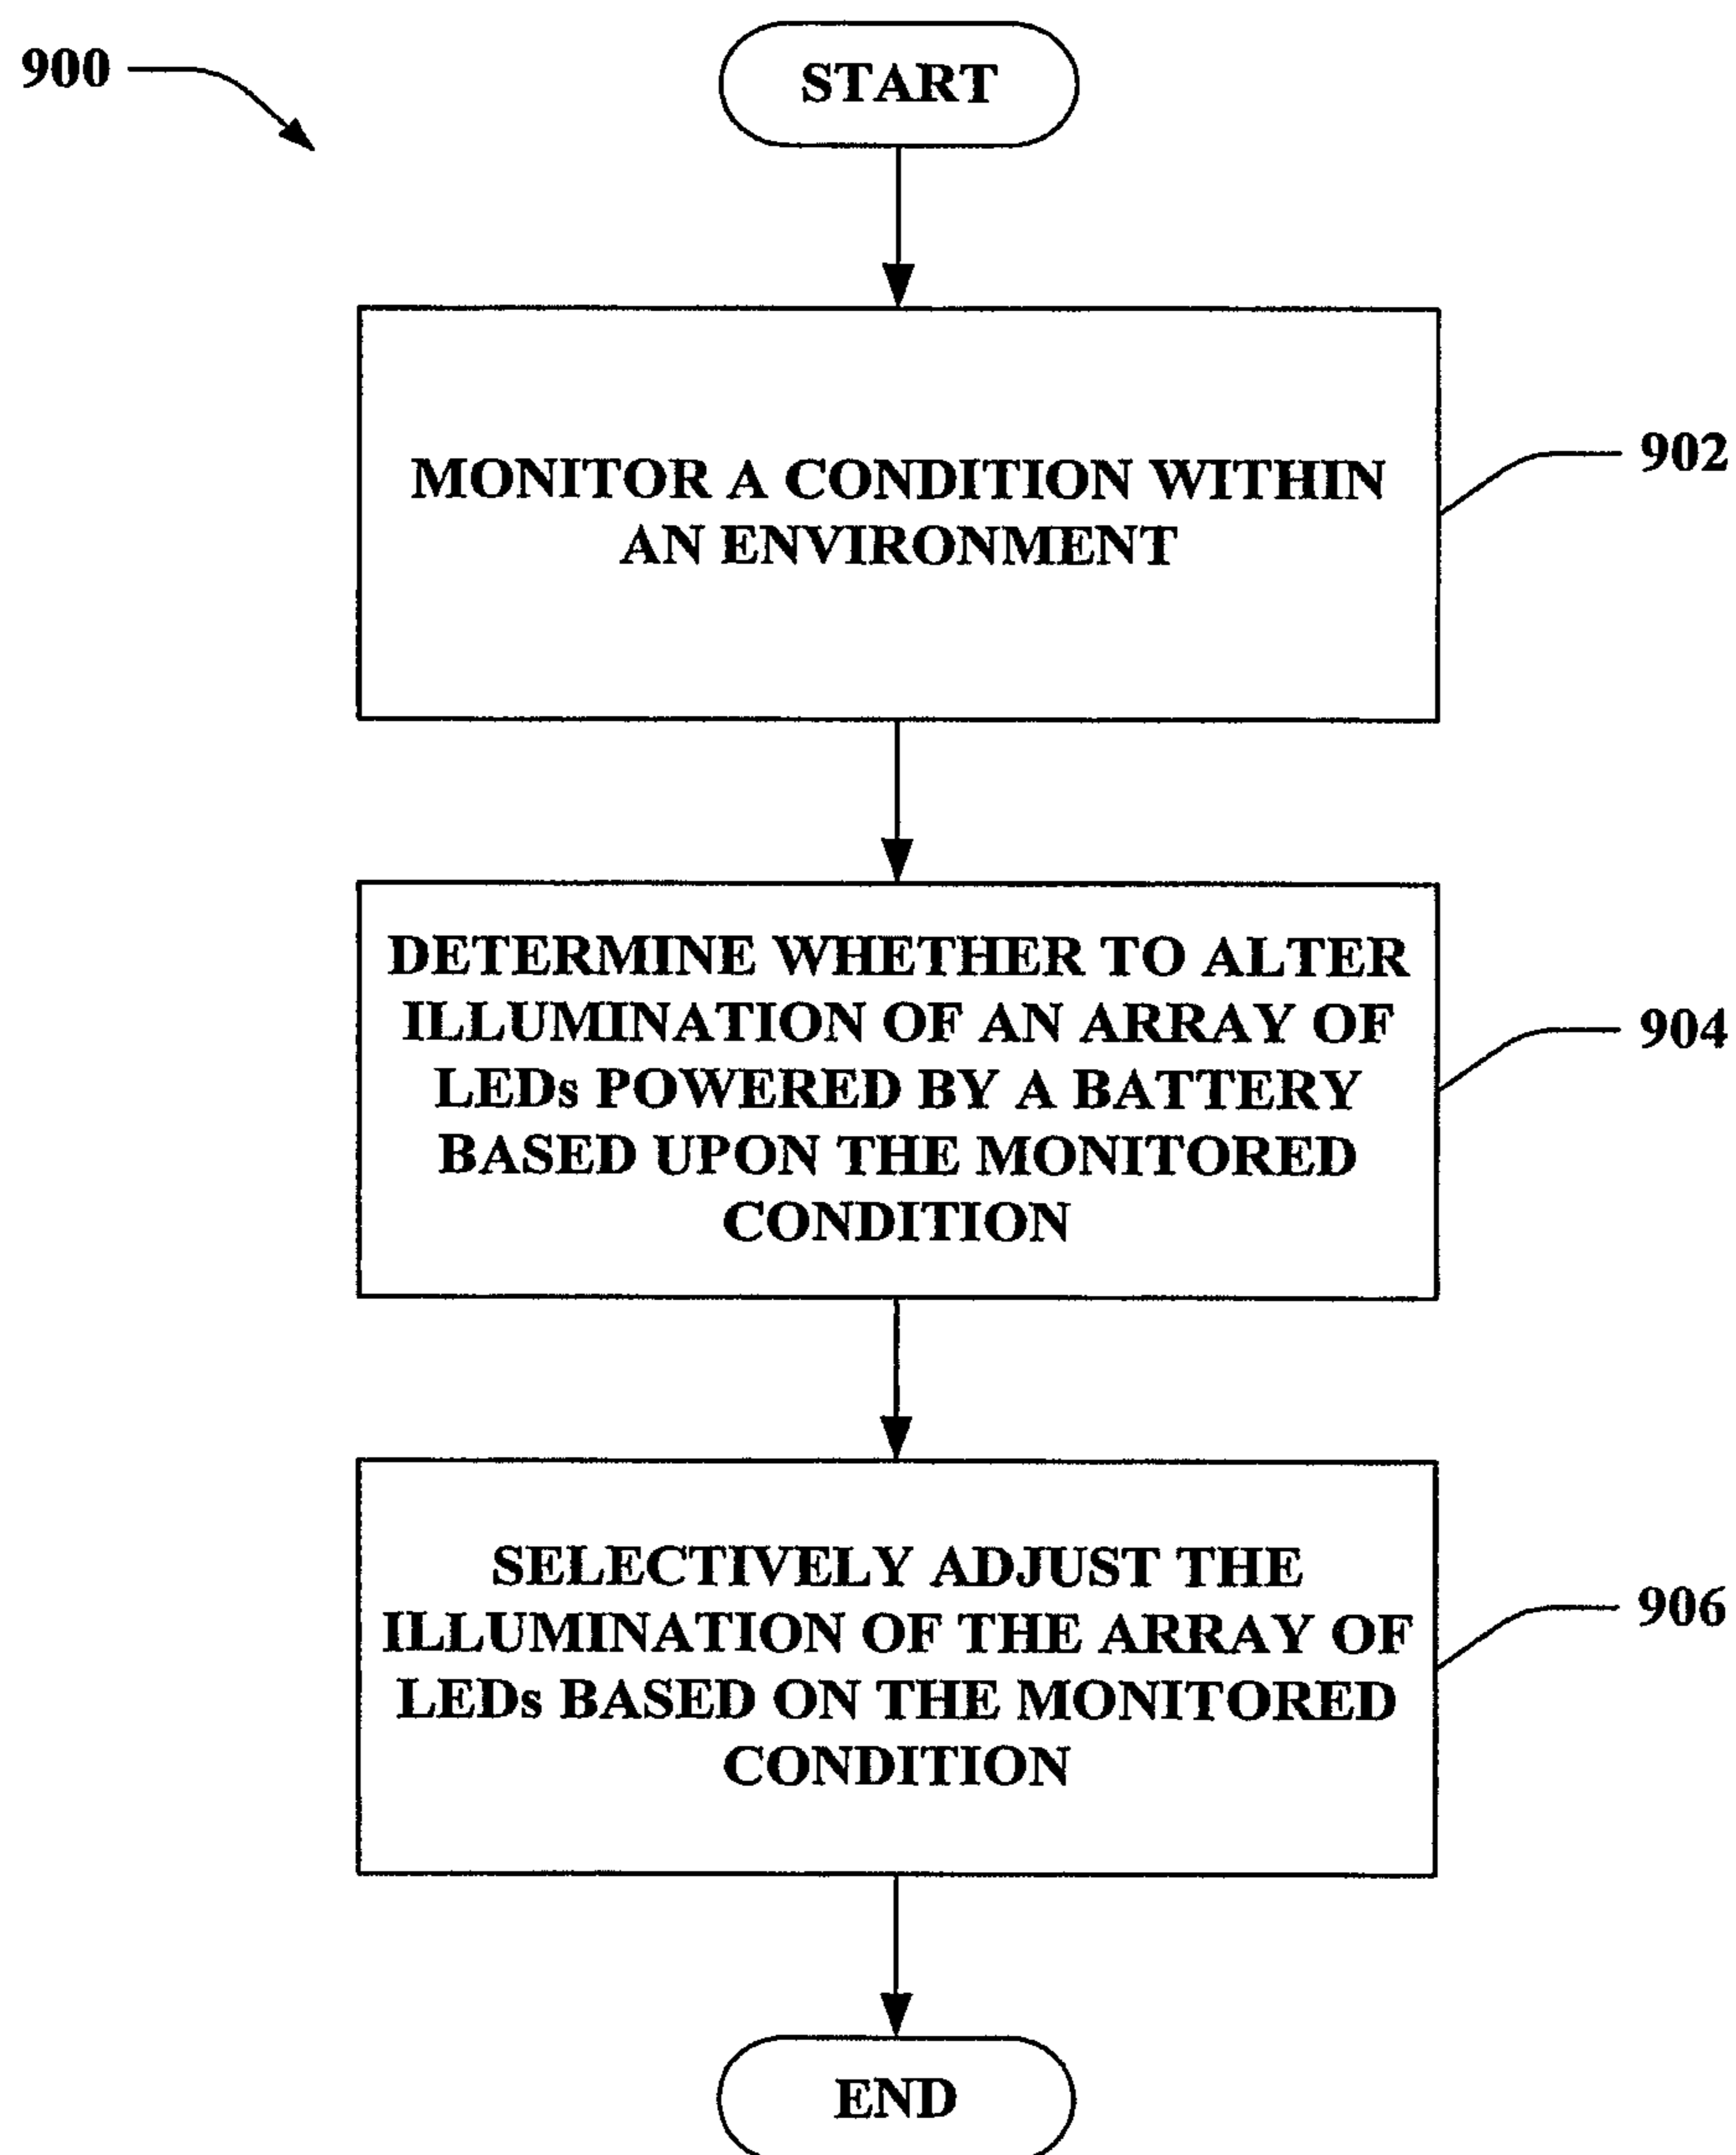 900
START
MONITOR A CONDITION WITHIN
AN ENVIRONMENT
902
DETERMINE WHETHER TO ALTER
ILLUMINATION OF AN ARRAY OF
LEDs POWERED BY A BATTERY
BASED UPON THE MONITORED
CONDITION
904
SELECTIVELY ADJUST THE
ILLUMINATION OF THE ARRAY OF
LEDs BASED ON THE MONITORED
CONDITION
906
END